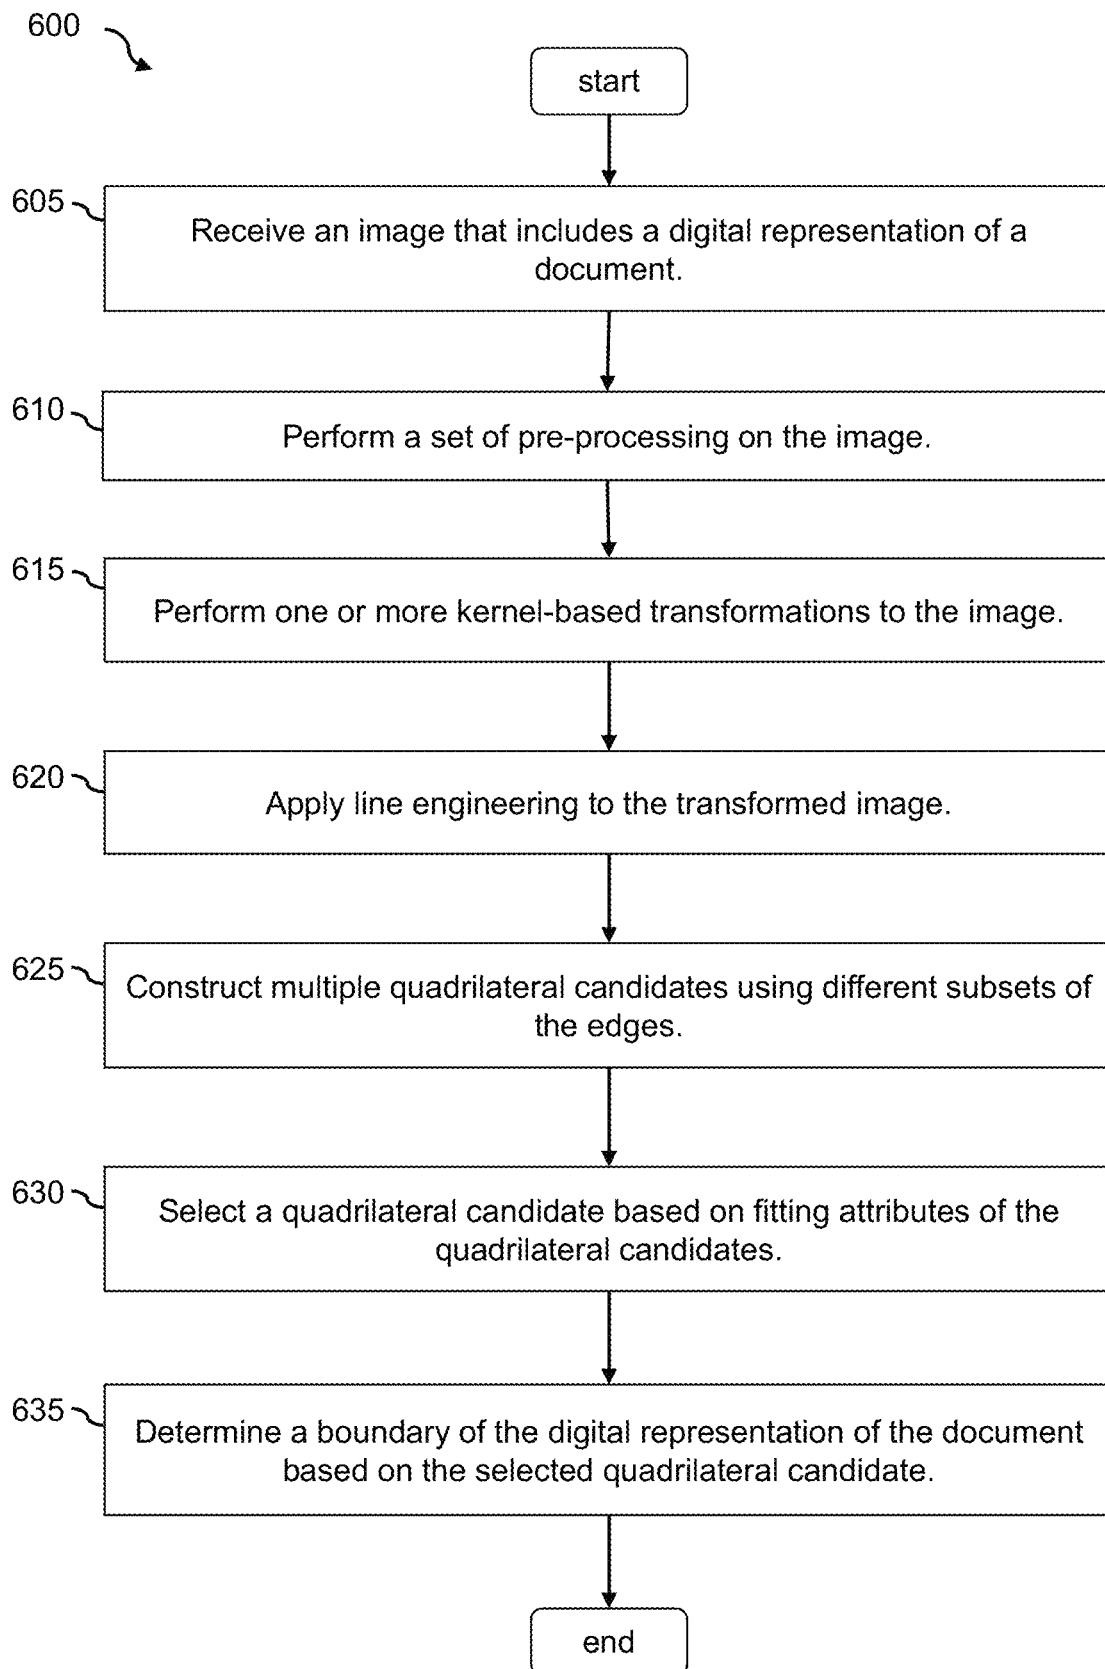 600
start
605
Receive an image that includes a digital representation of a
document.
610
Perform a set of pre-processing on the image.
615
Perform one or more kernel-based transformations to the image.
620
Apply line engineering to the transformed image.
625
Construct multiple quadrilateral candidates using different subsets of
the edges.
630
Select a quadrilateral candidate based on fitting attributes of the
quadrilateral candidates.
635
Determine a boundary of the digital representation of the document
based on the selected quadrilateral candidate.
end